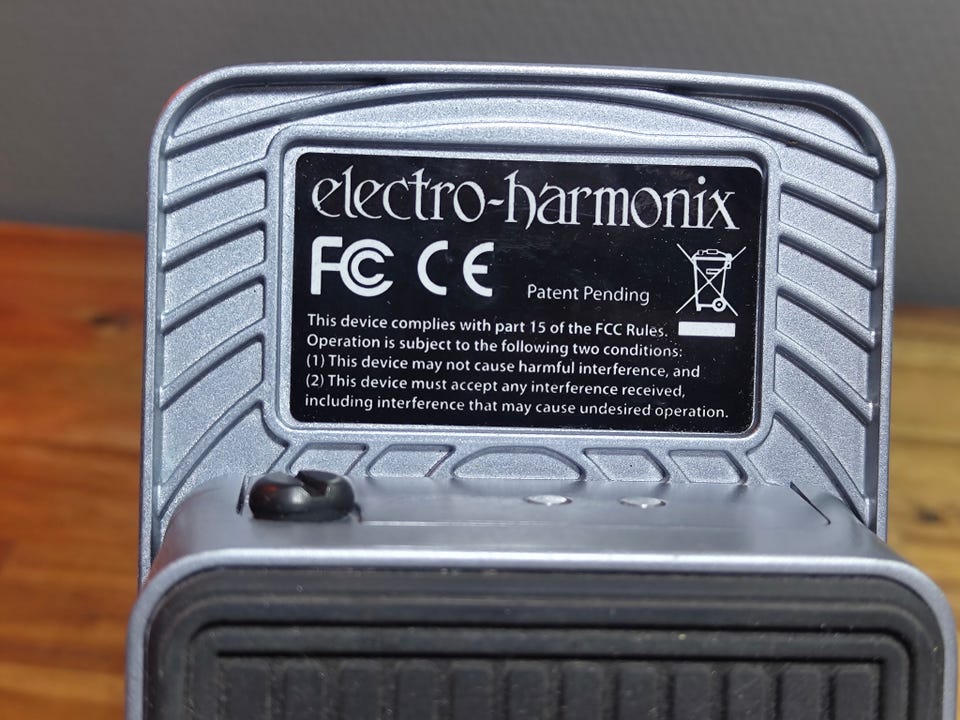 electro-harmonix
FC CE
Patent Pending
This device complies with part 15 of the FCC Rules.
Operation is subject to the following two conditions:
(1) This device may not cause harmful interference, and
(2) This device must accept any interference received,
including interference that may cause undesired operation.